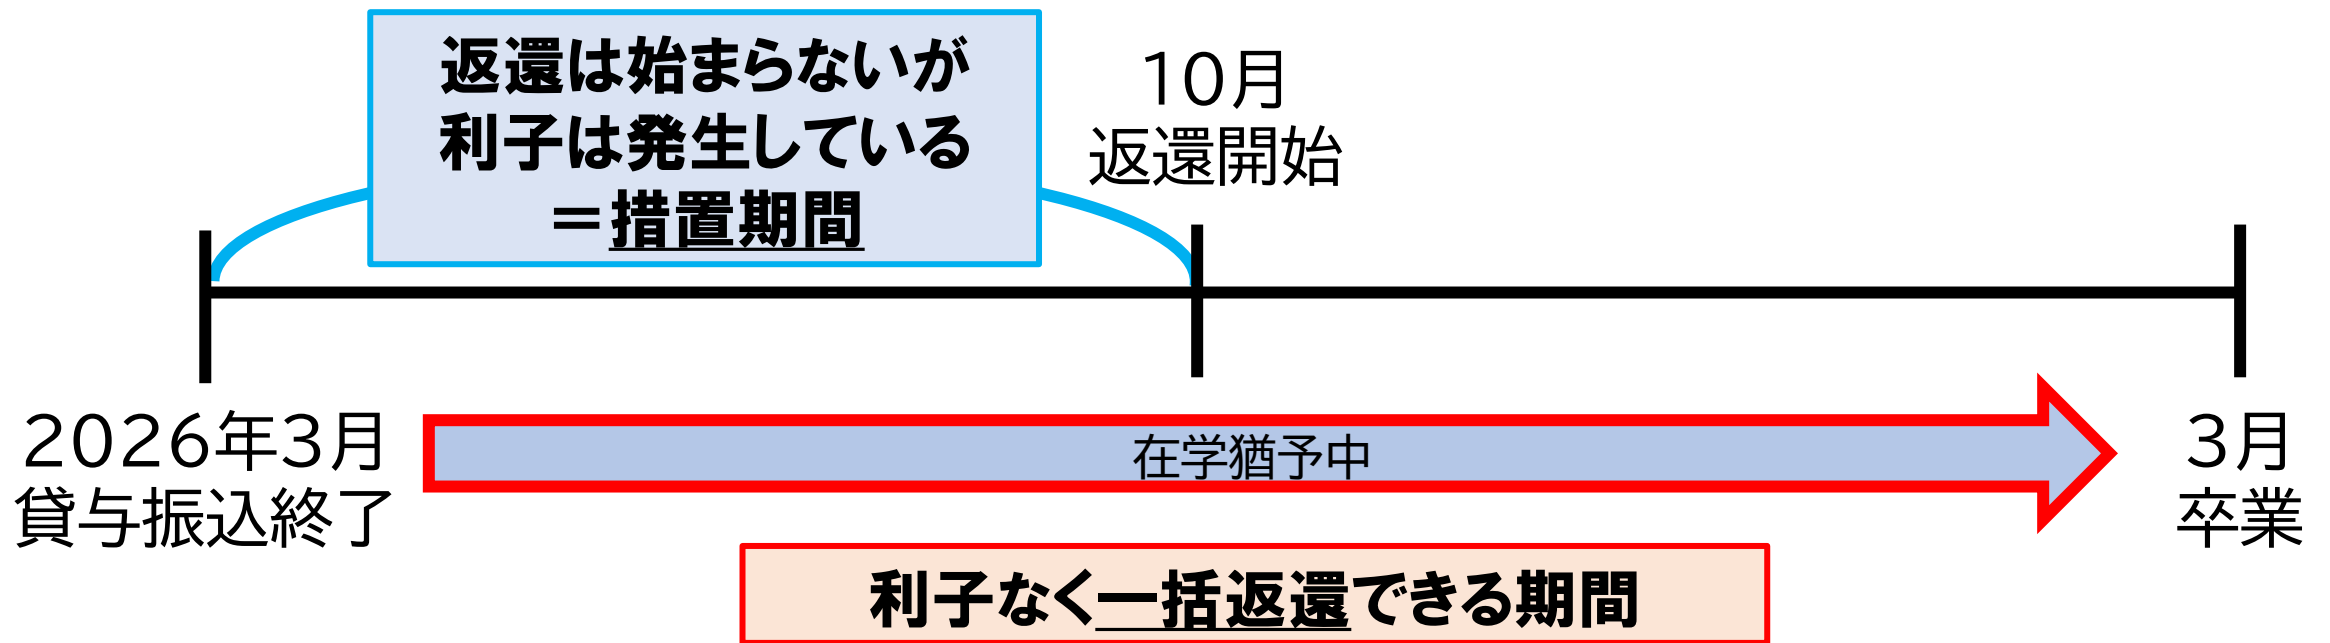 返還は始まらないが
利子は発生している
＝措置期間
10月
返還開始
2026年3月
貸与振込終了
在学猶予中
3月
卒業
利子なく一括返還できる期間